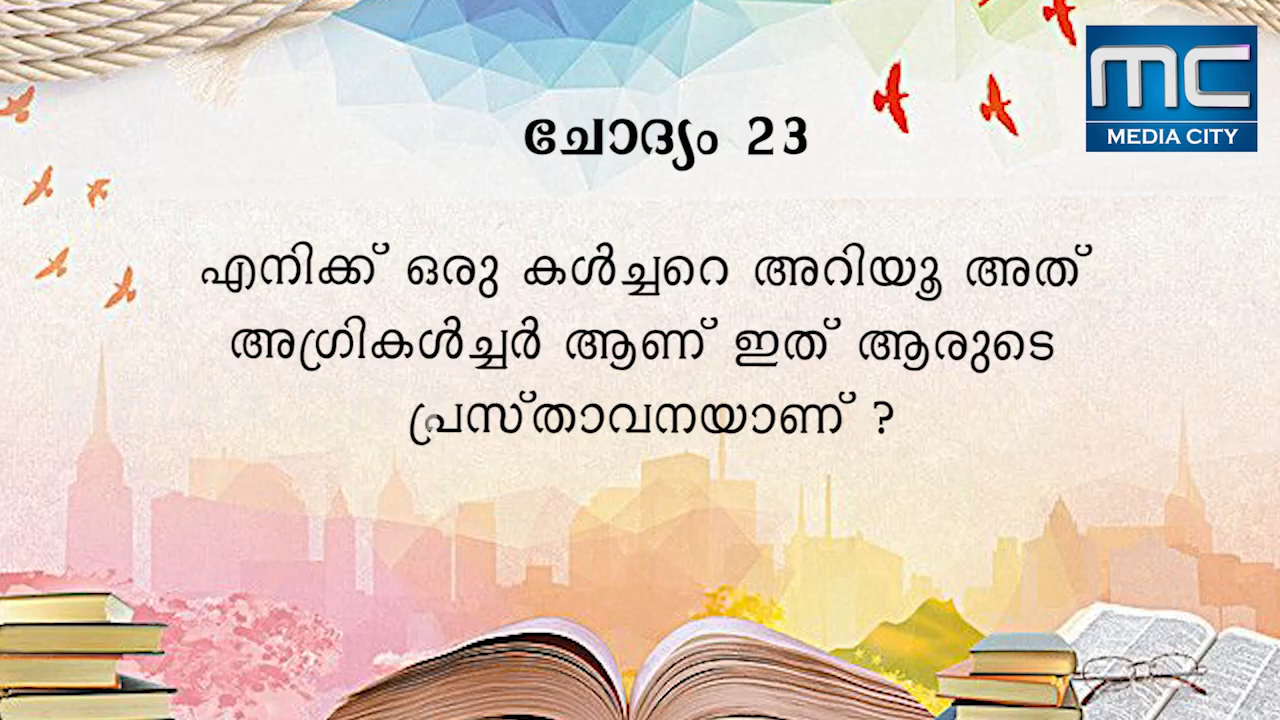 MC
MEDIA CITY
ചോദ്യം 23
എനിക്ക് ഒരു കൾച്ചറെ അറിയൂ അത്
അഗ്രികൾച്ചർ ആണ് ഇത് ആരുടെ
പ്രസ്താവനയാണ് ?